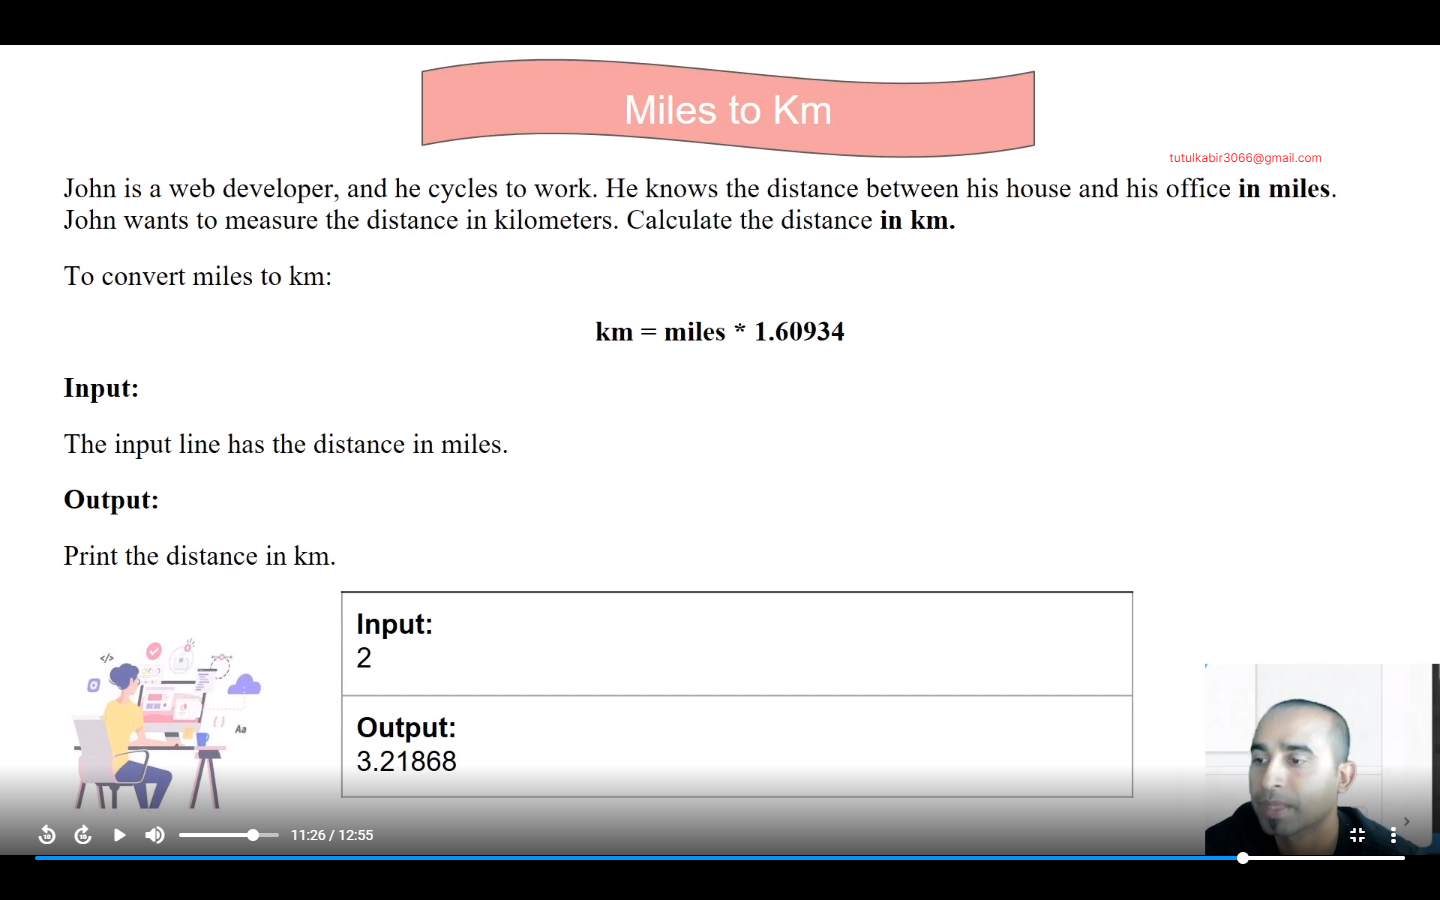 Miles to Km
tutulkabir3066@gmail.com
John is a web developer, and he cycles to work. He knows the distance between his house and his office in miles.
John wants to measure the distance in kilometers. Calculate the distance in km.
To convert miles to km:
km = miles * 1.60934
Input:
The input line has the distance in miles.
Output:
Print the distance in km.
Input:
2
Output:
3.21868
</>
Aa
10
10
11:26 / 12:55